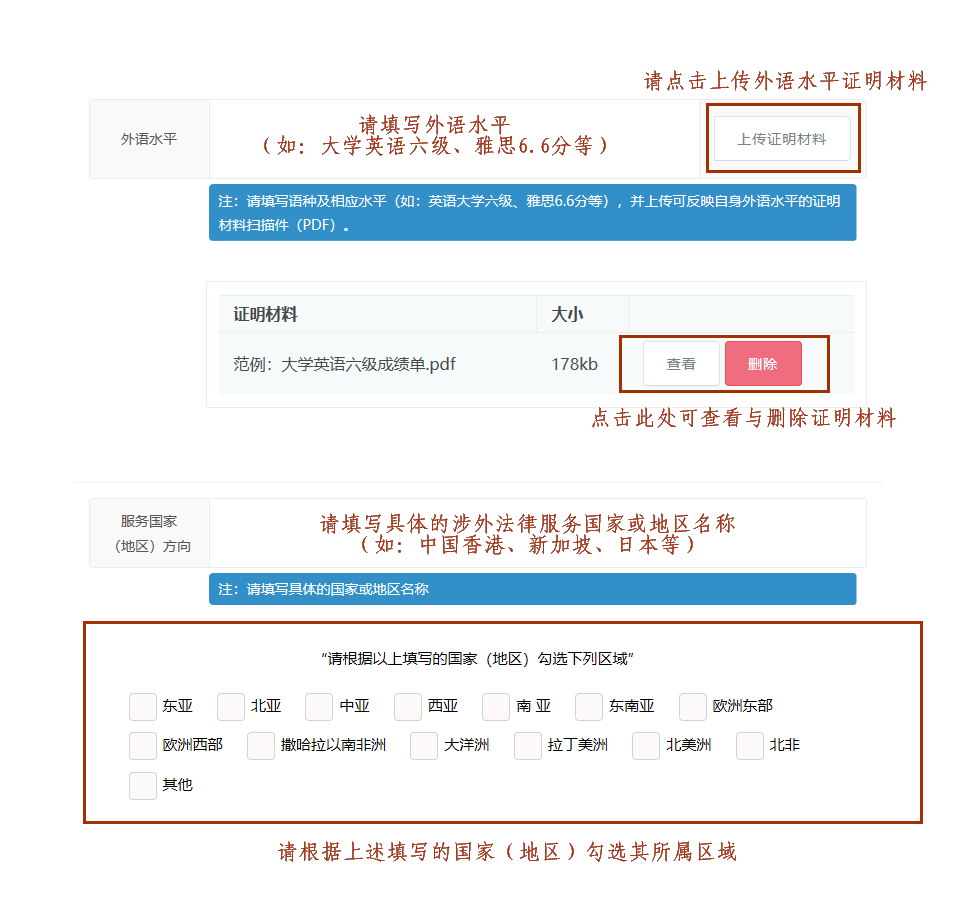 请点击上传外语水平证明材料
外语水平
请填写外语水平
（如：大学英语六级、雅思6.6分等）
上传证明材料
注：请填写语种及相应水平（如：英语大学六级、雅思6.6分等），并上传可反映自身外语水平的证明
材料扫描件（PDF）。
证明材料 大小
范例：大学英语六级成绩单.pdf 178kb 查看 删除
点击此处可查看与删除证明材料
服务国家
（地区）方向
请填写具体的涉外法律服务国家或地区名称
（如：中国香港、新加坡、日本等）
注：请填写具体的国家或地区名称
“请根据以上填写的国家（地区）勾选下列区域”
东亚 北亚 中亚 西亚 南 亚 东南亚 欧洲东部
欧洲西部 撒哈拉以南非洲 大洋洲 拉丁美洲 北美洲 北非
其他
请根据上述填写的国家（地区）勾选其所属区域